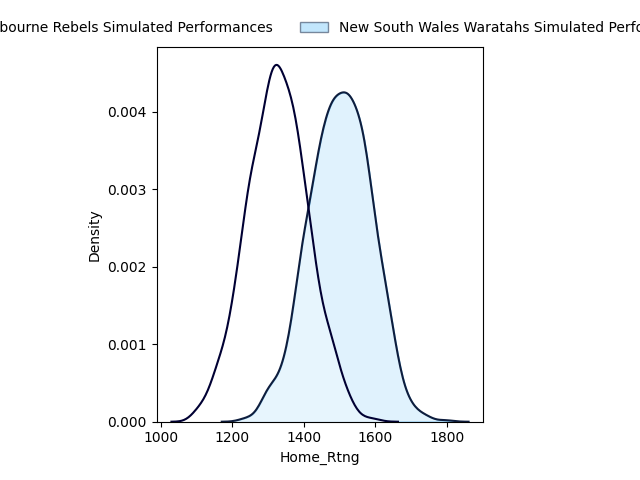 bourne Rebels Simulated Performances New South Wales Waratahs Simulated Perfo
0.004
0.003
0.002
0.001
0.000
Density
1000 1200 1400 1600 1800
Home_Rtng